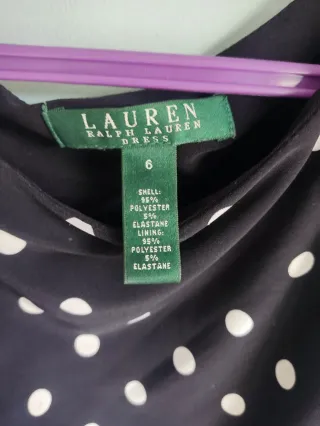 LAUREN
RALPH LAUREN
DRESS
6
SHELL:
95%
POLYESTER
5%
ELASTANE
LINING:
95%
POLYESTER
5%
ELASTANE